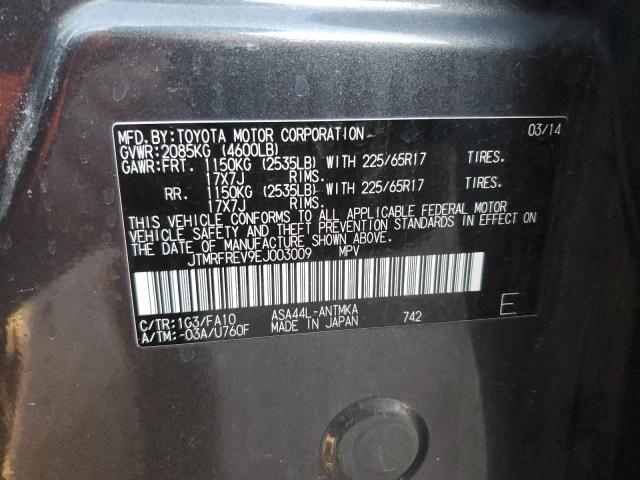 MFD. BY: TOYOTA MOTOR CORPORATION 03/14
GVWR: 2085KG (4600LB)
GAWR: FRT. 1150KG (2535LB) WITH 225/65R17 TIRES.
17X7J RIMS.
RR. 1150KG (2535LB) WITH 225/65R17 TIRES.
17X7J RIMS.
THIS VEHICLE CONFORMS TO ALL APPLICABLE FEDERAL MOTOR
VEHICLE SAFETY AND THEFT PREVENTION STANDARDS IN EFFECT ON
THE DATE OF MANUFACTURE SHOWN ABOVE.
JTMRFREV9EJ003009 MPV
C/TR: 1G3/FA10 ASA44L-ANTMKA 742 E
A/TM: -03A/U760F MADE IN JAPAN